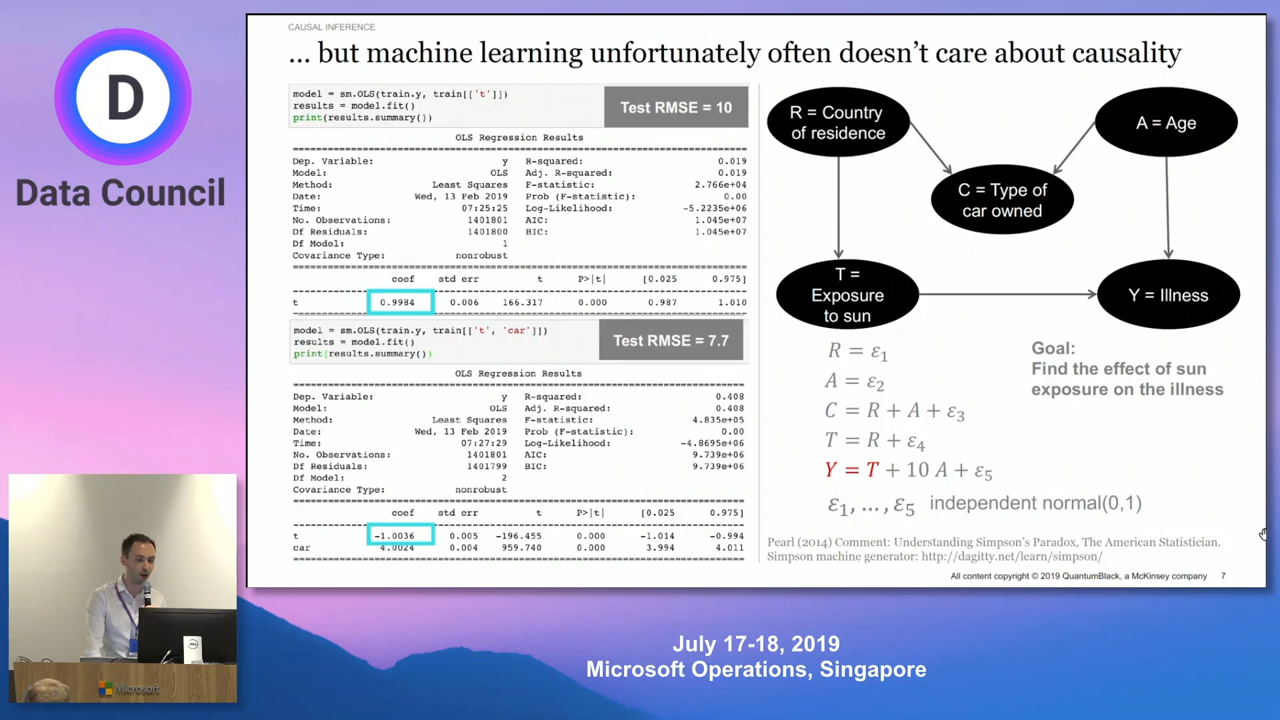 D
Data Council
CAUSAL INFERENCE
... but machine learning unfortunately often doesn't care about causality
model = sm.OLS(train.y, train[['t'])
results = model.fit()
print(results.summary())
Test RMSE = 10
OLS Regression Results
Dep. Variable: y R-squared: 0.019
Model: OLS Adj. R-squared: 0.019
Method: Least Squares F-statistic: 2.766e+04
Date: Wed, 13 Feb 2019 Prob (F-statistic): 0.00
Time: 07:25:25 Log-Likelihood: -5.2235e+06
No. Observations: 1401801 AIC: 1.045e+07
Df Residuals: 1401800 BIC: 1.045e+07
Df Model: 1
Covariance Type: nonrobust
coef std err t P>|t| [0.025 0.975]
t 0.9984 0.006 166.317 0.000 0.987 1.010
model = sm.OLS(train.y, train[['t', 'car'])
results = model.fit()
print(results.summary())
Test RMSE = 7.7
OLS Regression Results
Dep. Variable: y R-squared: 0.408
Model: OLS Adj. R-squared: 0.408
Method: Least Squares F-statistic: 4.835e+05
Date: Wed, 13 Feb 2019 Prob (F-statistic): 0.00
Time: 07:27:29 Log-Likelihood: -4.8695e+06
No. Observations: 1401801 AIC: 9.739e+06
Df Residuals: 1401799 BIC: 9.739e+06
Df Model: 2
Covariance Type: nonrobust
coef std err t P>|t| [0.025 0.975]
t -1.0036 0.005 -196.455 0.000 -1.014 -0.994
car 4.0024 0.004 959.740 0.000 3.994 4.011
R = Country
of residence
A = Age
C = Type of
car owned
T =
Exposure
to sun
Y = Illness
R = ε₁
A = ε₂
C = R + A + ε₃
T = R + ε₄
Y = T + 10 A + ε₅
ε₁, … , ε₅ independent normal(0,1)
Goal:
Find the effect of sun
exposure on the illness
Pearl (2014) Comment: Understanding Simpson's Paradox, The American Statistician.
Simpson machine generator: http://dagitty.net/learn/simpson/
All content copyright © 2019 QuantumBlack, a McKinsey company 7
DELL
Microsoft
July 17-18, 2019
Microsoft Operations, Singapore